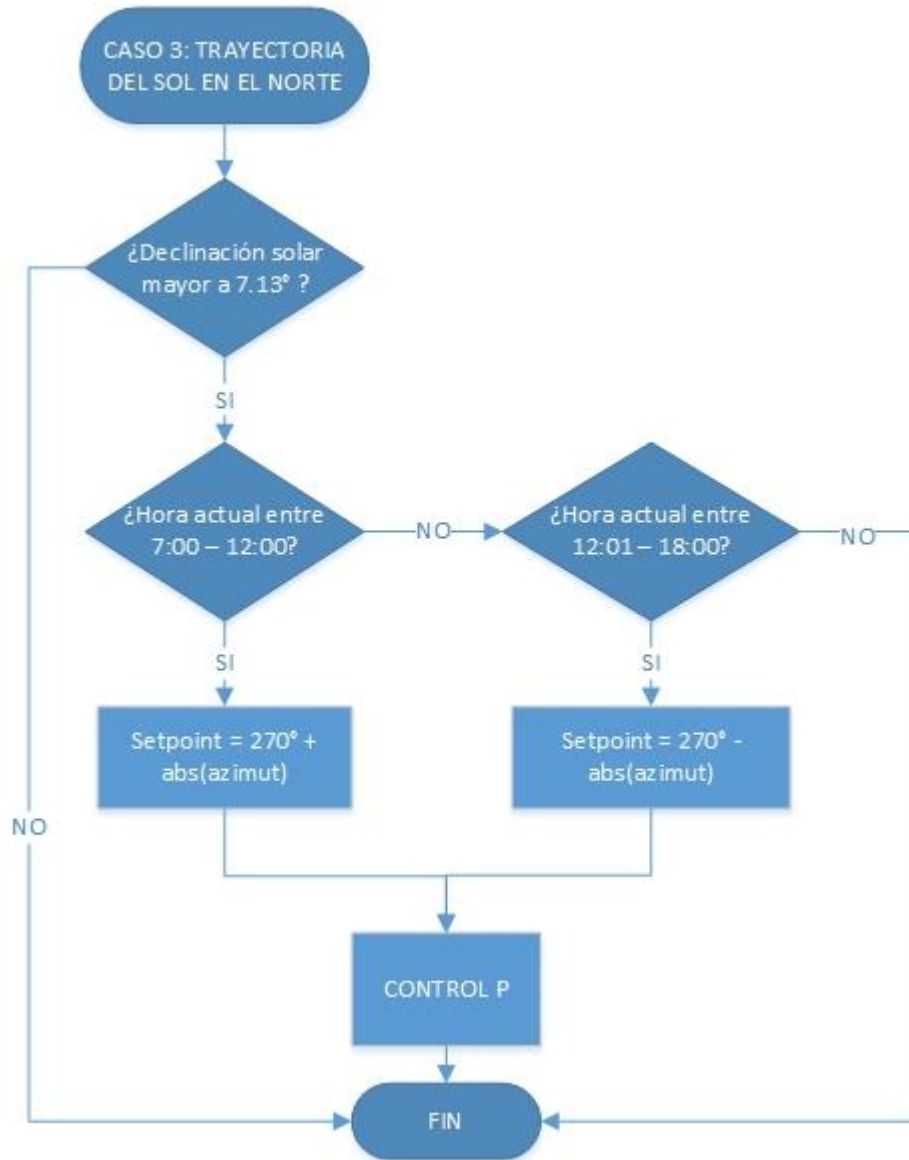 CASO 3: TRAYECTORIA
DEL SOL EN EL NORTE
¿Declinación solar
mayor a 7.13° ?
SI
¿Hora actual entre
7:00 – 12:00?
NO
¿Hora actual entre
12:01 – 18:00?
NO
SI
SI
Setpoint = 270° +
abs(azimut)
Setpoint = 270° -
abs(azimut)
NO
CONTROL P
FIN